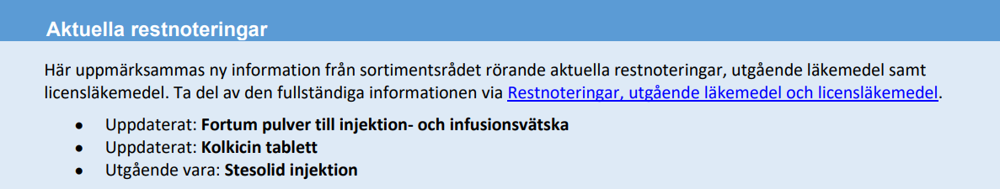 Aktuella restnoteringar
Här uppmärksammas ny information från sortimentsrådet rörande aktuella restnoteringar, utgående läkemedel samt
licensläkemedel. Ta del av den fullständiga informationen via Restnoteringar, utgående läkemedel och licensläkemedel.
• Uppdaterat: Fortum pulver till injektion- och infusionsvätska
• Uppdaterat: Kolkicin tablett
• Utgående vara: Stesolid injektion